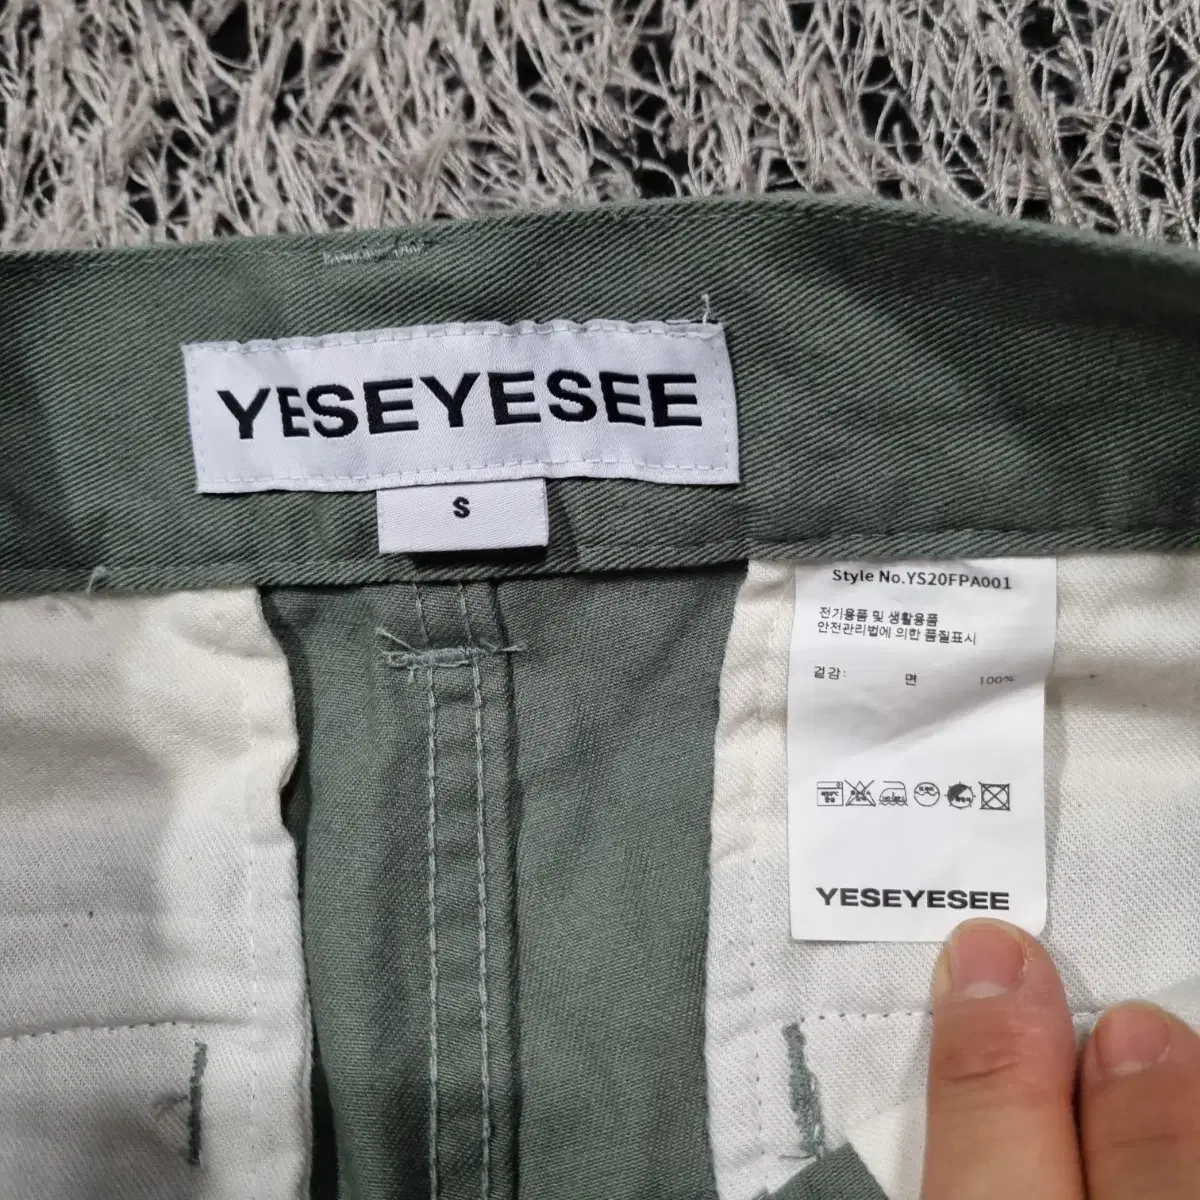 YESEYESEE
S
Style No.YS20FPA001
전기용품 및 생활용품
안전관리법에 의한 품질표시
겉감: 면 100%
YESEYESEE